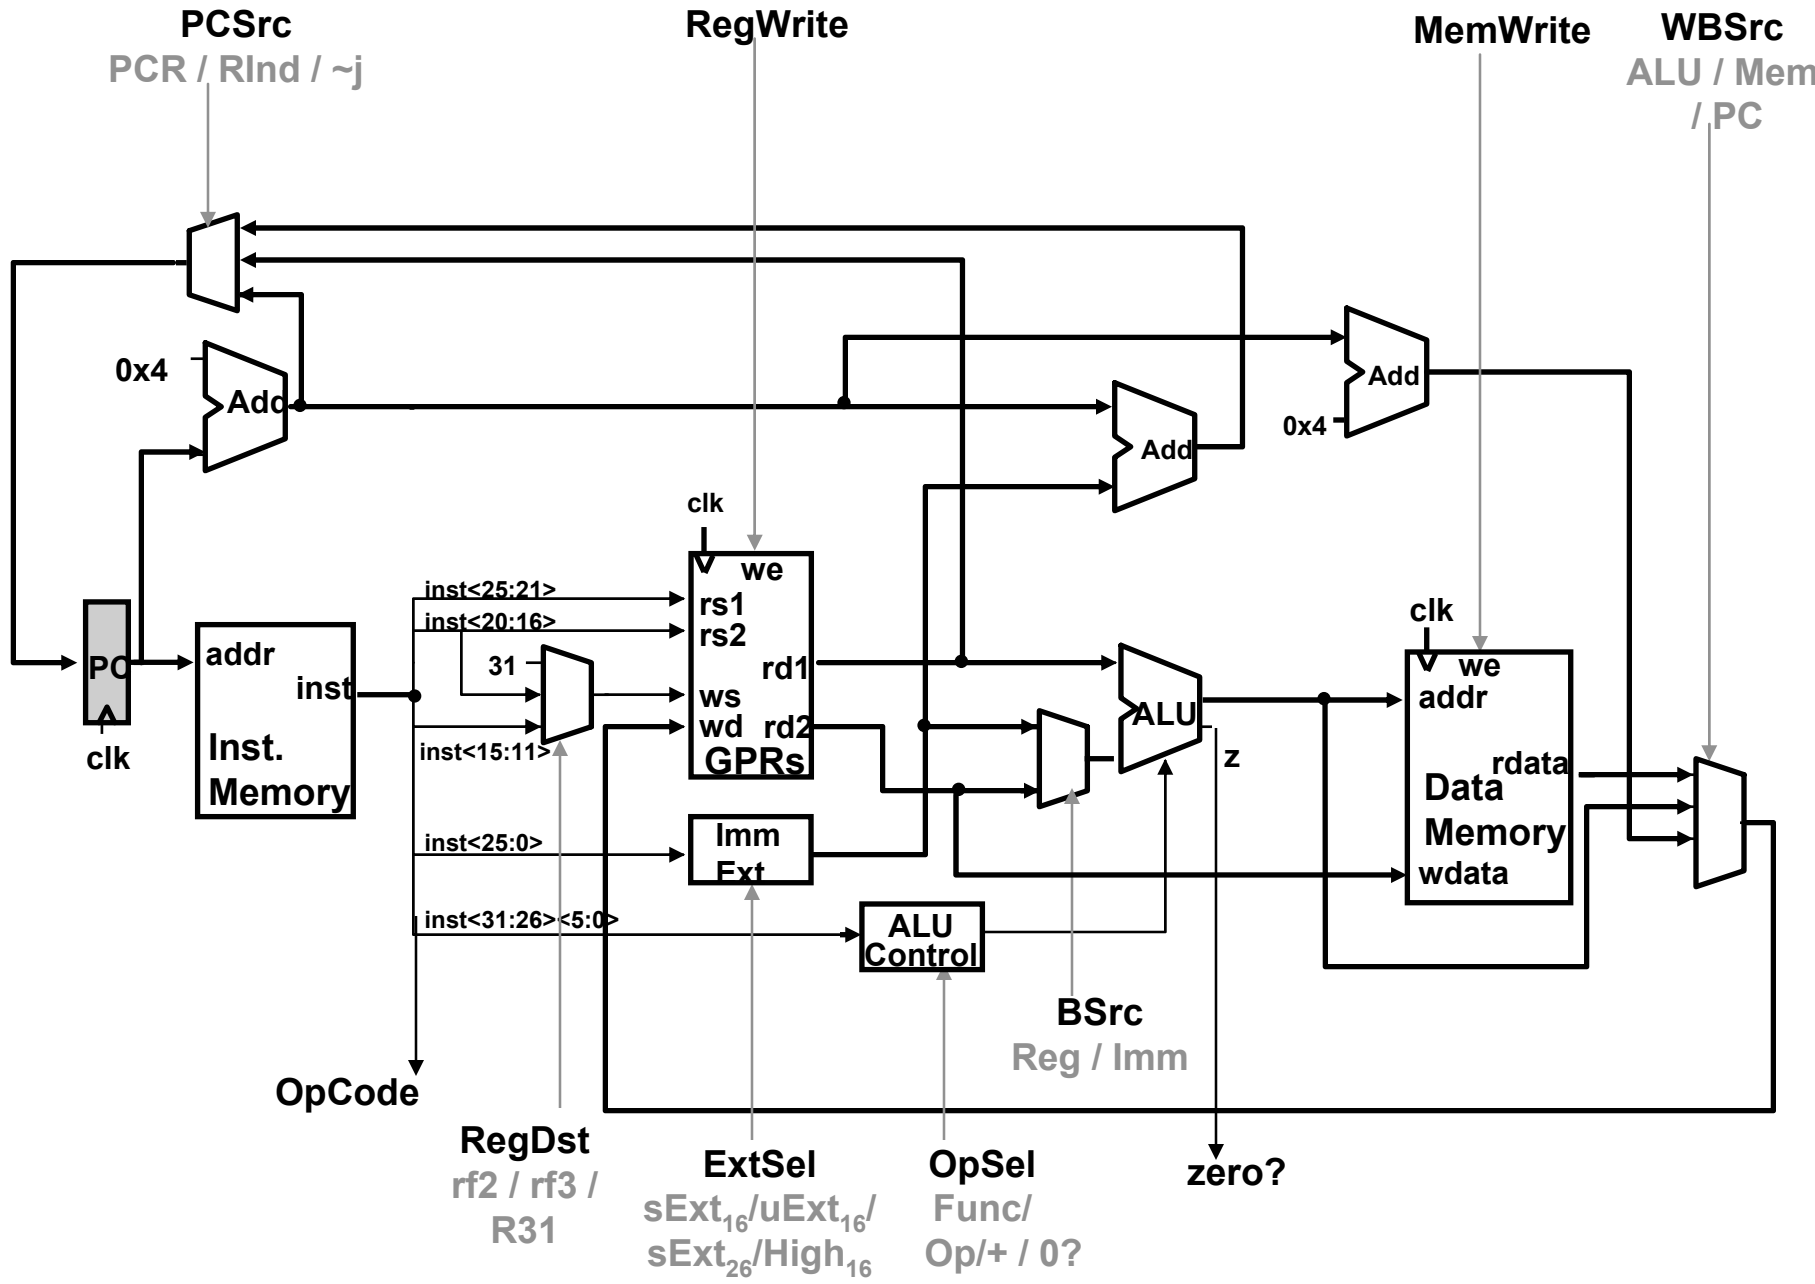 PCSrc
PCR / RInd / ~j
RegWrite
MemWrite
WBSrc
ALU / Mem
/ PC
0x4
Add
Add
Add
0x4
clk
we
rs1
rs2
rd1
ws
wd
rd2
GPRs
inst<25:21>
inst<20:16>
31
inst<15:11>
PC
clk
addr
inst
Inst.
Memory
ALU
z
clk
we
addr
rdata
Data
Memory
wdata
inst<25:0>
Imm
Ext
inst<31:26><5:0>
ALU
Control
BSrc
Reg / Imm
OpCode
RegDst
rf2 / rf3 /
R31
ExtSel
sExt16/uExt16/
sExt26/High16
OpSel
Func/
Op/+ / 0?
zero?